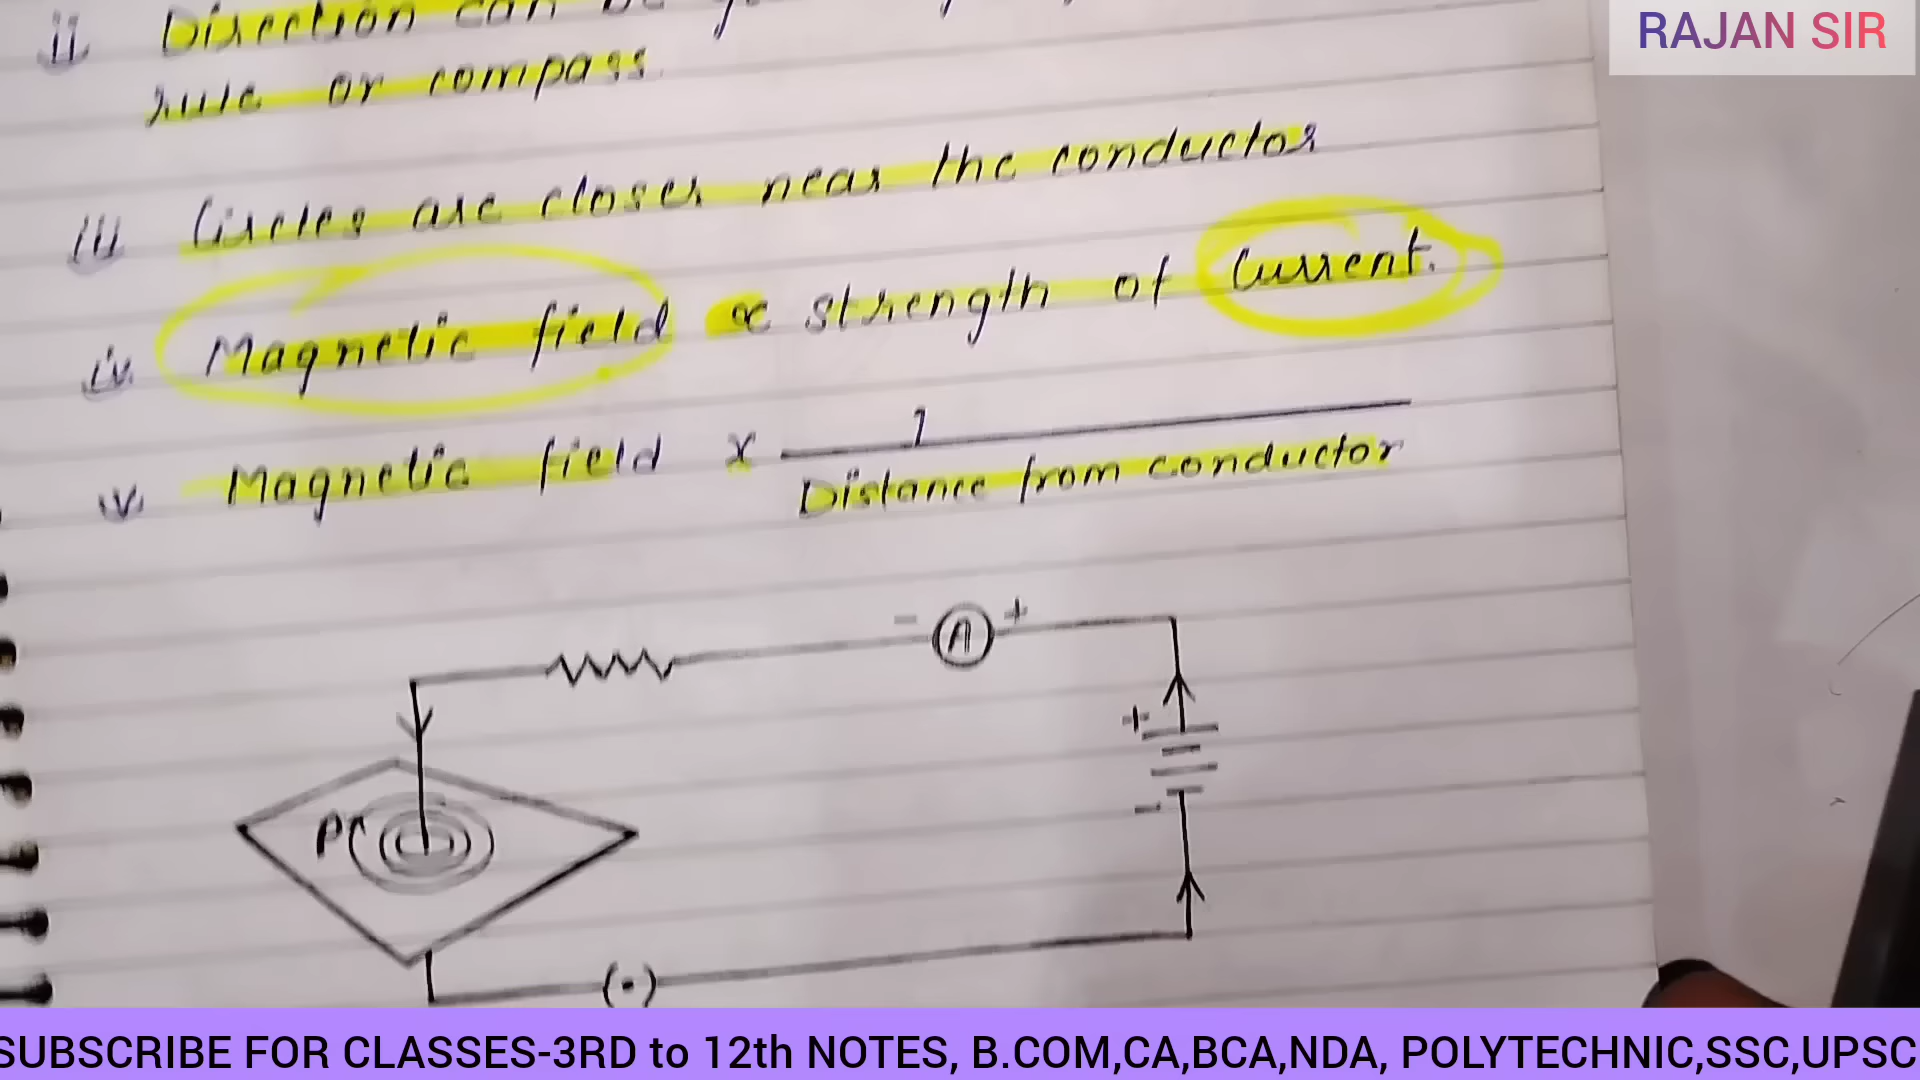 RAJAN SIR
ii. Direction can be
rule or compass.
iii Circles are closer near the conductor
iv. Magnetic field ∝ strength of Current.
v. Magnetic field ∝ 1
Distance from conductor
- A +
+
P
-
(·)
SUBSCRIBE FOR CLASSES-3RD to 12th NOTES, B.COM,CA,BCA,NDA, POLYTECHNIC,SSC,UPSC